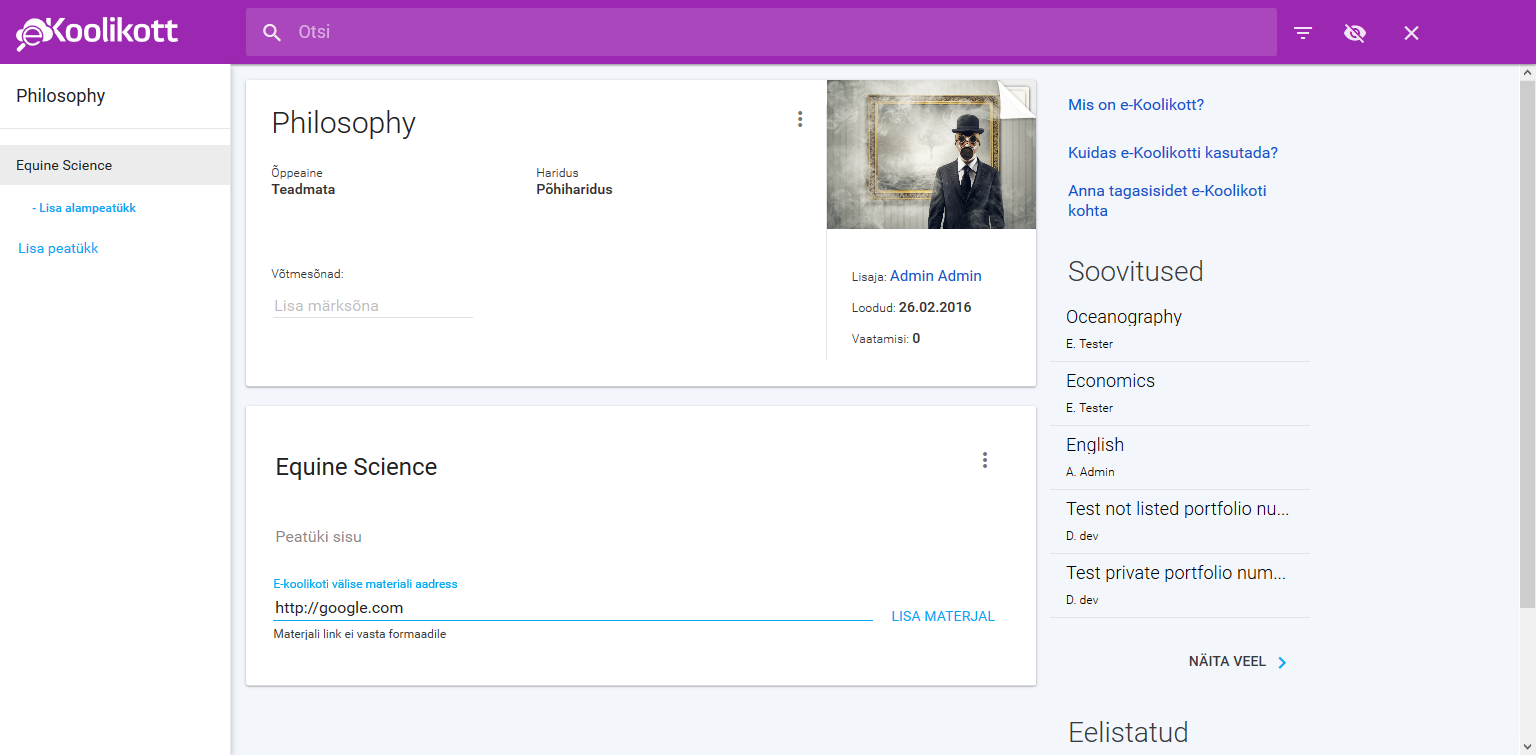 eKoolikott
Otsi
Philosophy
Equine Science
- Lisa alampeatükk
Lisa peatükk
Philosophy
Õppeaine
Teadmata
Haridus
Põhiharidus
Võtmesõnad:
Lisa märksõna
Lisaja: Admin Admin
Loodud: 26.02.2016
Vaatamisi: 0
Equine Science
Peatüki sisu
E-koolikoti välise materiali aadress
http://google.com
LISA MATERJAL
Materjali link ei vasta formaadile
Mis on e-Koolikott?
Kuidas e-Koolikotti kasutada?
Anna tagasisidet e-Koolikoti
kohta
Soovitused
Oceanography
E. Tester
Economics
E. Tester
English
A. Admin
Test not listed portfolio nu...
D. dev
Test private portfolio num...
D. dev
NÄITA VEEL
Eelistatud